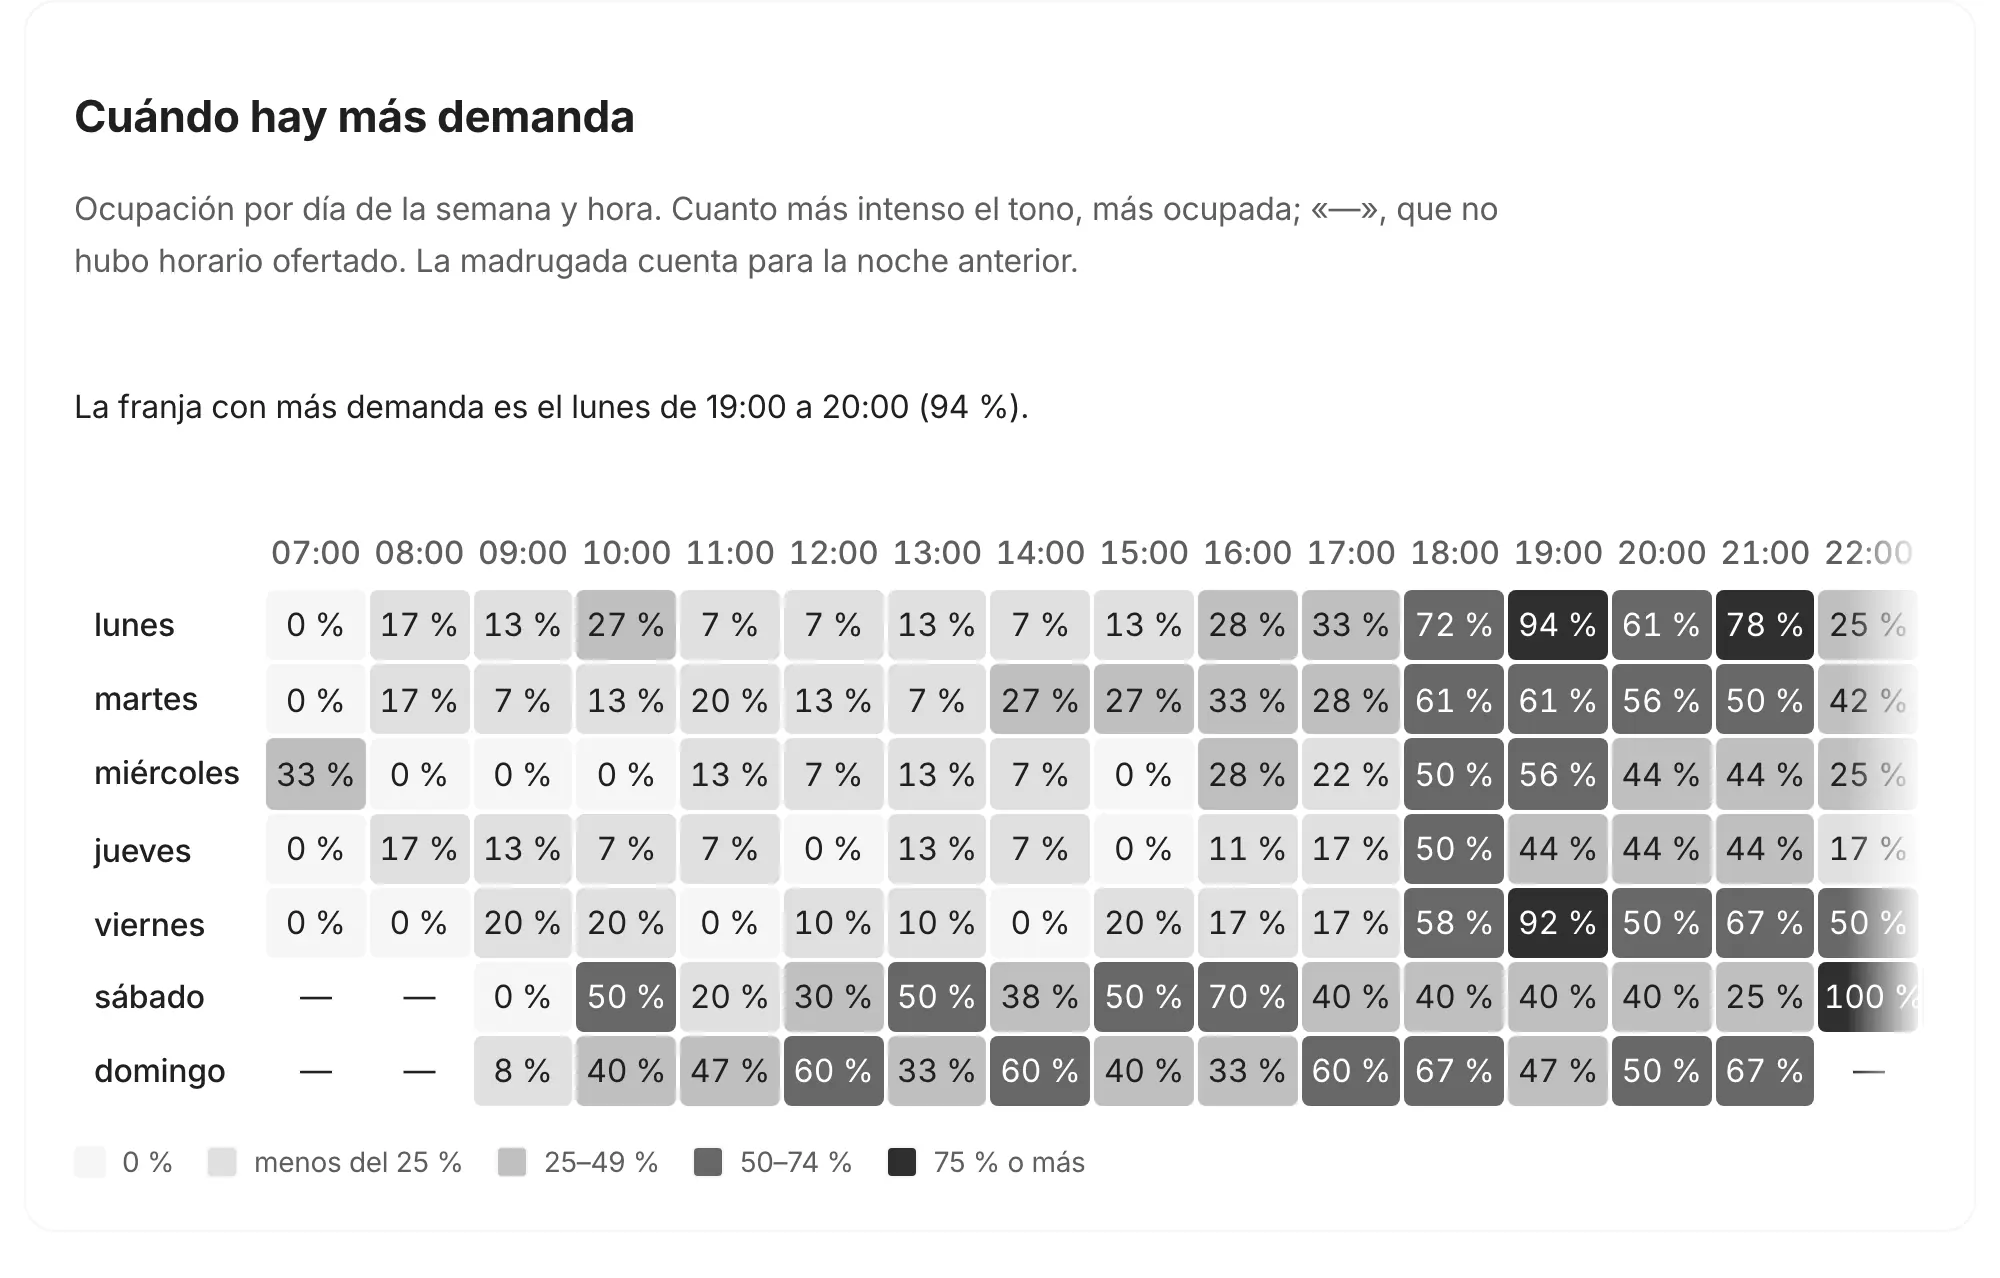 Cuándo hay más demanda
Ocupación por día de la semana y hora. Cuanto más intenso el tono, más ocupada; «—», que no
hubo horario ofertado. La madrugada cuenta para la noche anterior.
La franja con más demanda es el lunes de 19:00 a 20:00 (94 %).
07:00 08:00 09:00 10:00 11:00 12:00 13:00 14:00 15:00 16:00 17:00 18:00 19:00 20:00 21:00 22:00
lunes 0 % 17 % 13 % 27 % 7 % 7 % 13 % 7 % 13 % 28 % 33 % 72 % 94 % 61 % 78 % 25 %
martes 0 % 17 % 7 % 13 % 20 % 13 % 7 % 27 % 27 % 33 % 28 % 61 % 61 % 56 % 50 % 42 %
miércoles 33 % 0 % 0 % 0 % 13 % 7 % 13 % 7 % 0 % 28 % 22 % 50 % 56 % 44 % 44 % 25 %
jueves 0 % 17 % 13 % 7 % 7 % 0 % 13 % 7 % 0 % 11 % 17 % 50 % 44 % 44 % 44 % 17 %
viernes 0 % 0 % 20 % 20 % 0 % 10 % 10 % 0 % 20 % 17 % 17 % 58 % 92 % 50 % 67 % 50 %
sábado — — 0 % 50 % 20 % 30 % 50 % 38 % 50 % 70 % 40 % 40 % 40 % 40 % 25 % 100 %
domingo — — 8 % 40 % 47 % 60 % 33 % 60 % 40 % 33 % 60 % 67 % 47 % 50 % 67 % —
0 % menos del 25 % 25–49 % 50–74 % 75 % o más